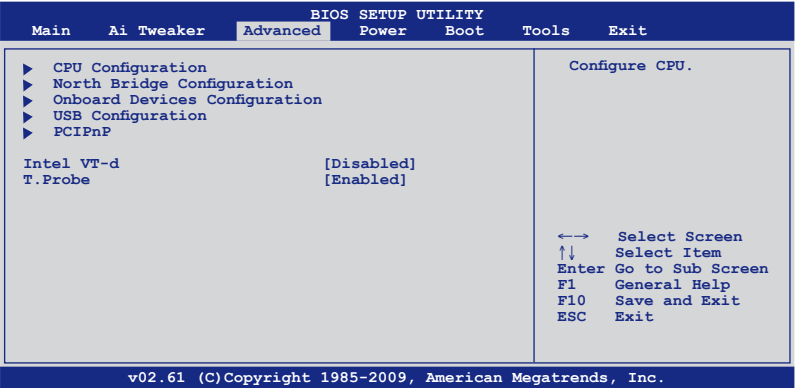 BIOS SETUP UTILITY
Main Ai Tweaker Advanced Power Boot Tools Exit
CPU Configuration
North Bridge Configuration
Onboard Devices Configuration
USB Configuration
PCIPnP
Intel VT-d [Disabled]
T.Probe [Enabled]
Configure CPU.
←→ Select Screen
↑↓ Select Item
Enter Go to Sub Screen
F1 General Help
F10 Save and Exit
ESC Exit
v02.61 (C)Copyright 1985-2009, American Megatrends, Inc.